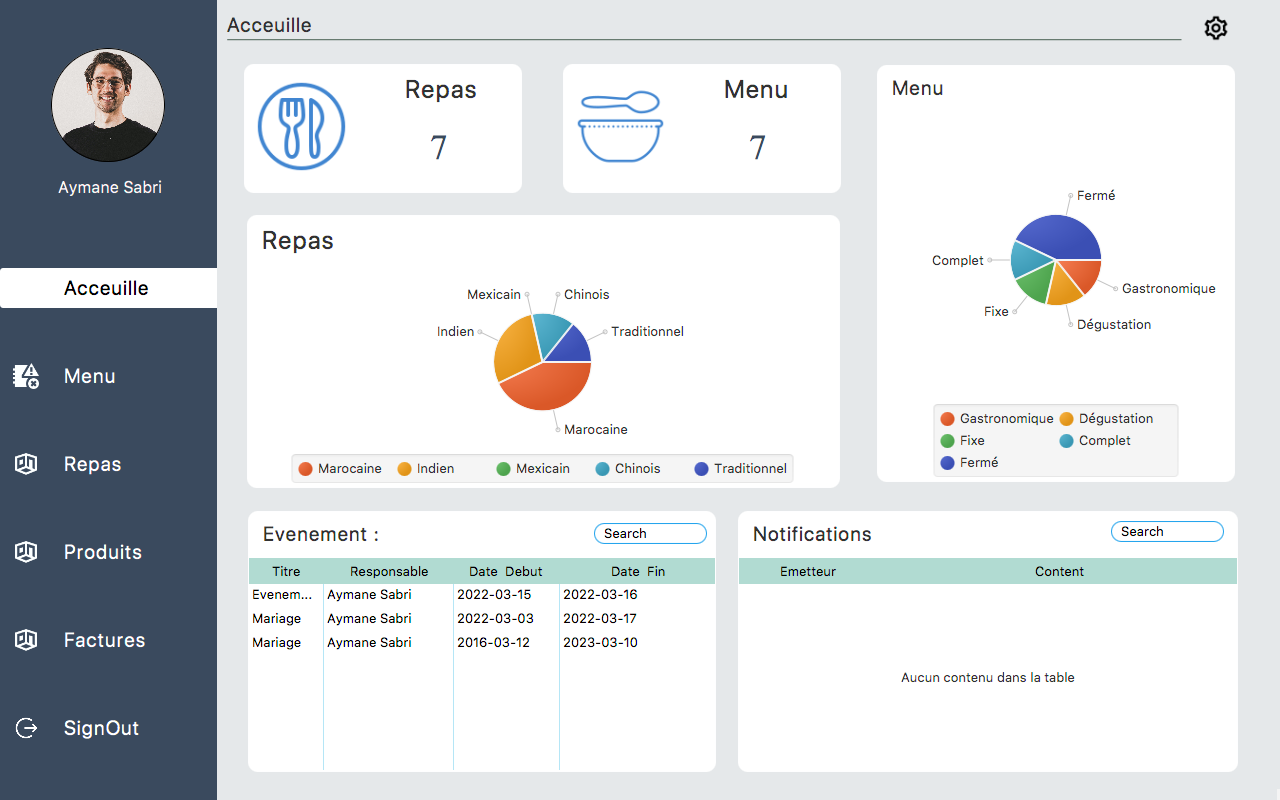 Acceuille
Aymane Sabri
Acceuille
Menu
Repas
Produits
Factures
SignOut
Repas
7
Menu
7
Repas
Mexicain
Chinois
Indien
Traditionnel
Marocaine
Marocaine Indien Mexicain Chinois Traditionnel
Menu
Fermé
Complet
Gastronomique
Fixe
Dégustation
Gastronomique Dégustation
Fixe Complet
Fermé
Evenement : Search
Titre Responsable Date Debut Date Fin
Evenem... Aymane Sabri 2022-03-15 2022-03-16
Mariage Aymane Sabri 2022-03-03 2022-03-17
Mariage Aymane Sabri 2016-03-12 2023-03-10
Notifications Search
Emetteur Content
Aucun contenu dans la table